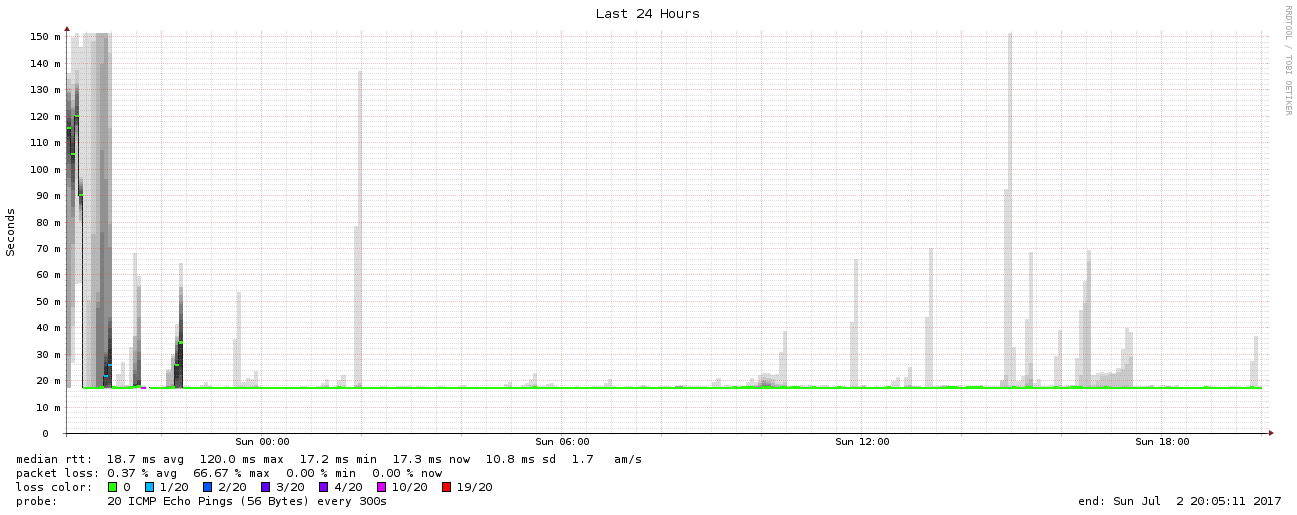 Last 24 Hours
RRDTOOL / TOBI OETIKER
150 m
140 m
130 m
120 m
110 m
100 m
90 m
80 m
70 m
60 m
50 m
40 m
30 m
20 m
10 m
0
Seconds
Sun 00:00 Sun 06:00 Sun 12:00 Sun 18:00
median rtt: 18.7 ms avg 120.0 ms max 17.2 ms min 17.3 ms now 10.8 ms sd 1.7 am/s
packet loss: 0.37 % avg 66.67 % max 0.00 % min 0.00 % now
loss color: 0 1/20 2/20 3/20 4/20 10/20 19/20
probe: 20 ICMP Echo Pings (56 Bytes) every 300s end: Sun Jul 2 20:05:11 2017